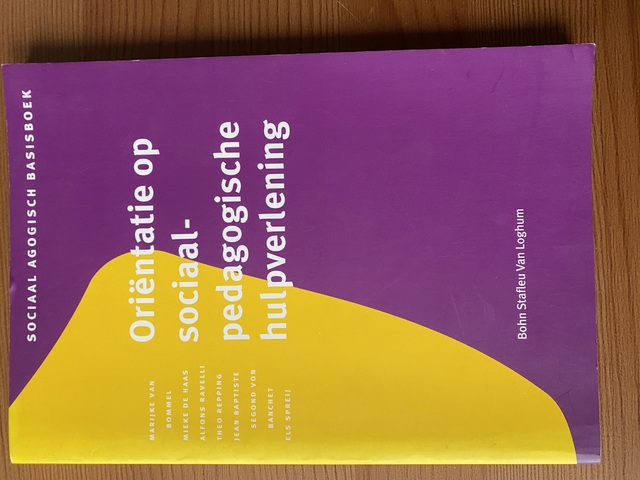 SOCIAAL AGOGISCH BASISBOEK
Oriëntatie op
sociaal-
pedagogische
hulpverlening
MARIJKE VAN
BOMMEL
MIEKE DE HAAS
ALFONS RAVELLI
THEO REPPING
JEAN BAPTISTE
SEGOND VON
BANCHET
ELS SPREIJ
Bohn Stafleu Van Loghum